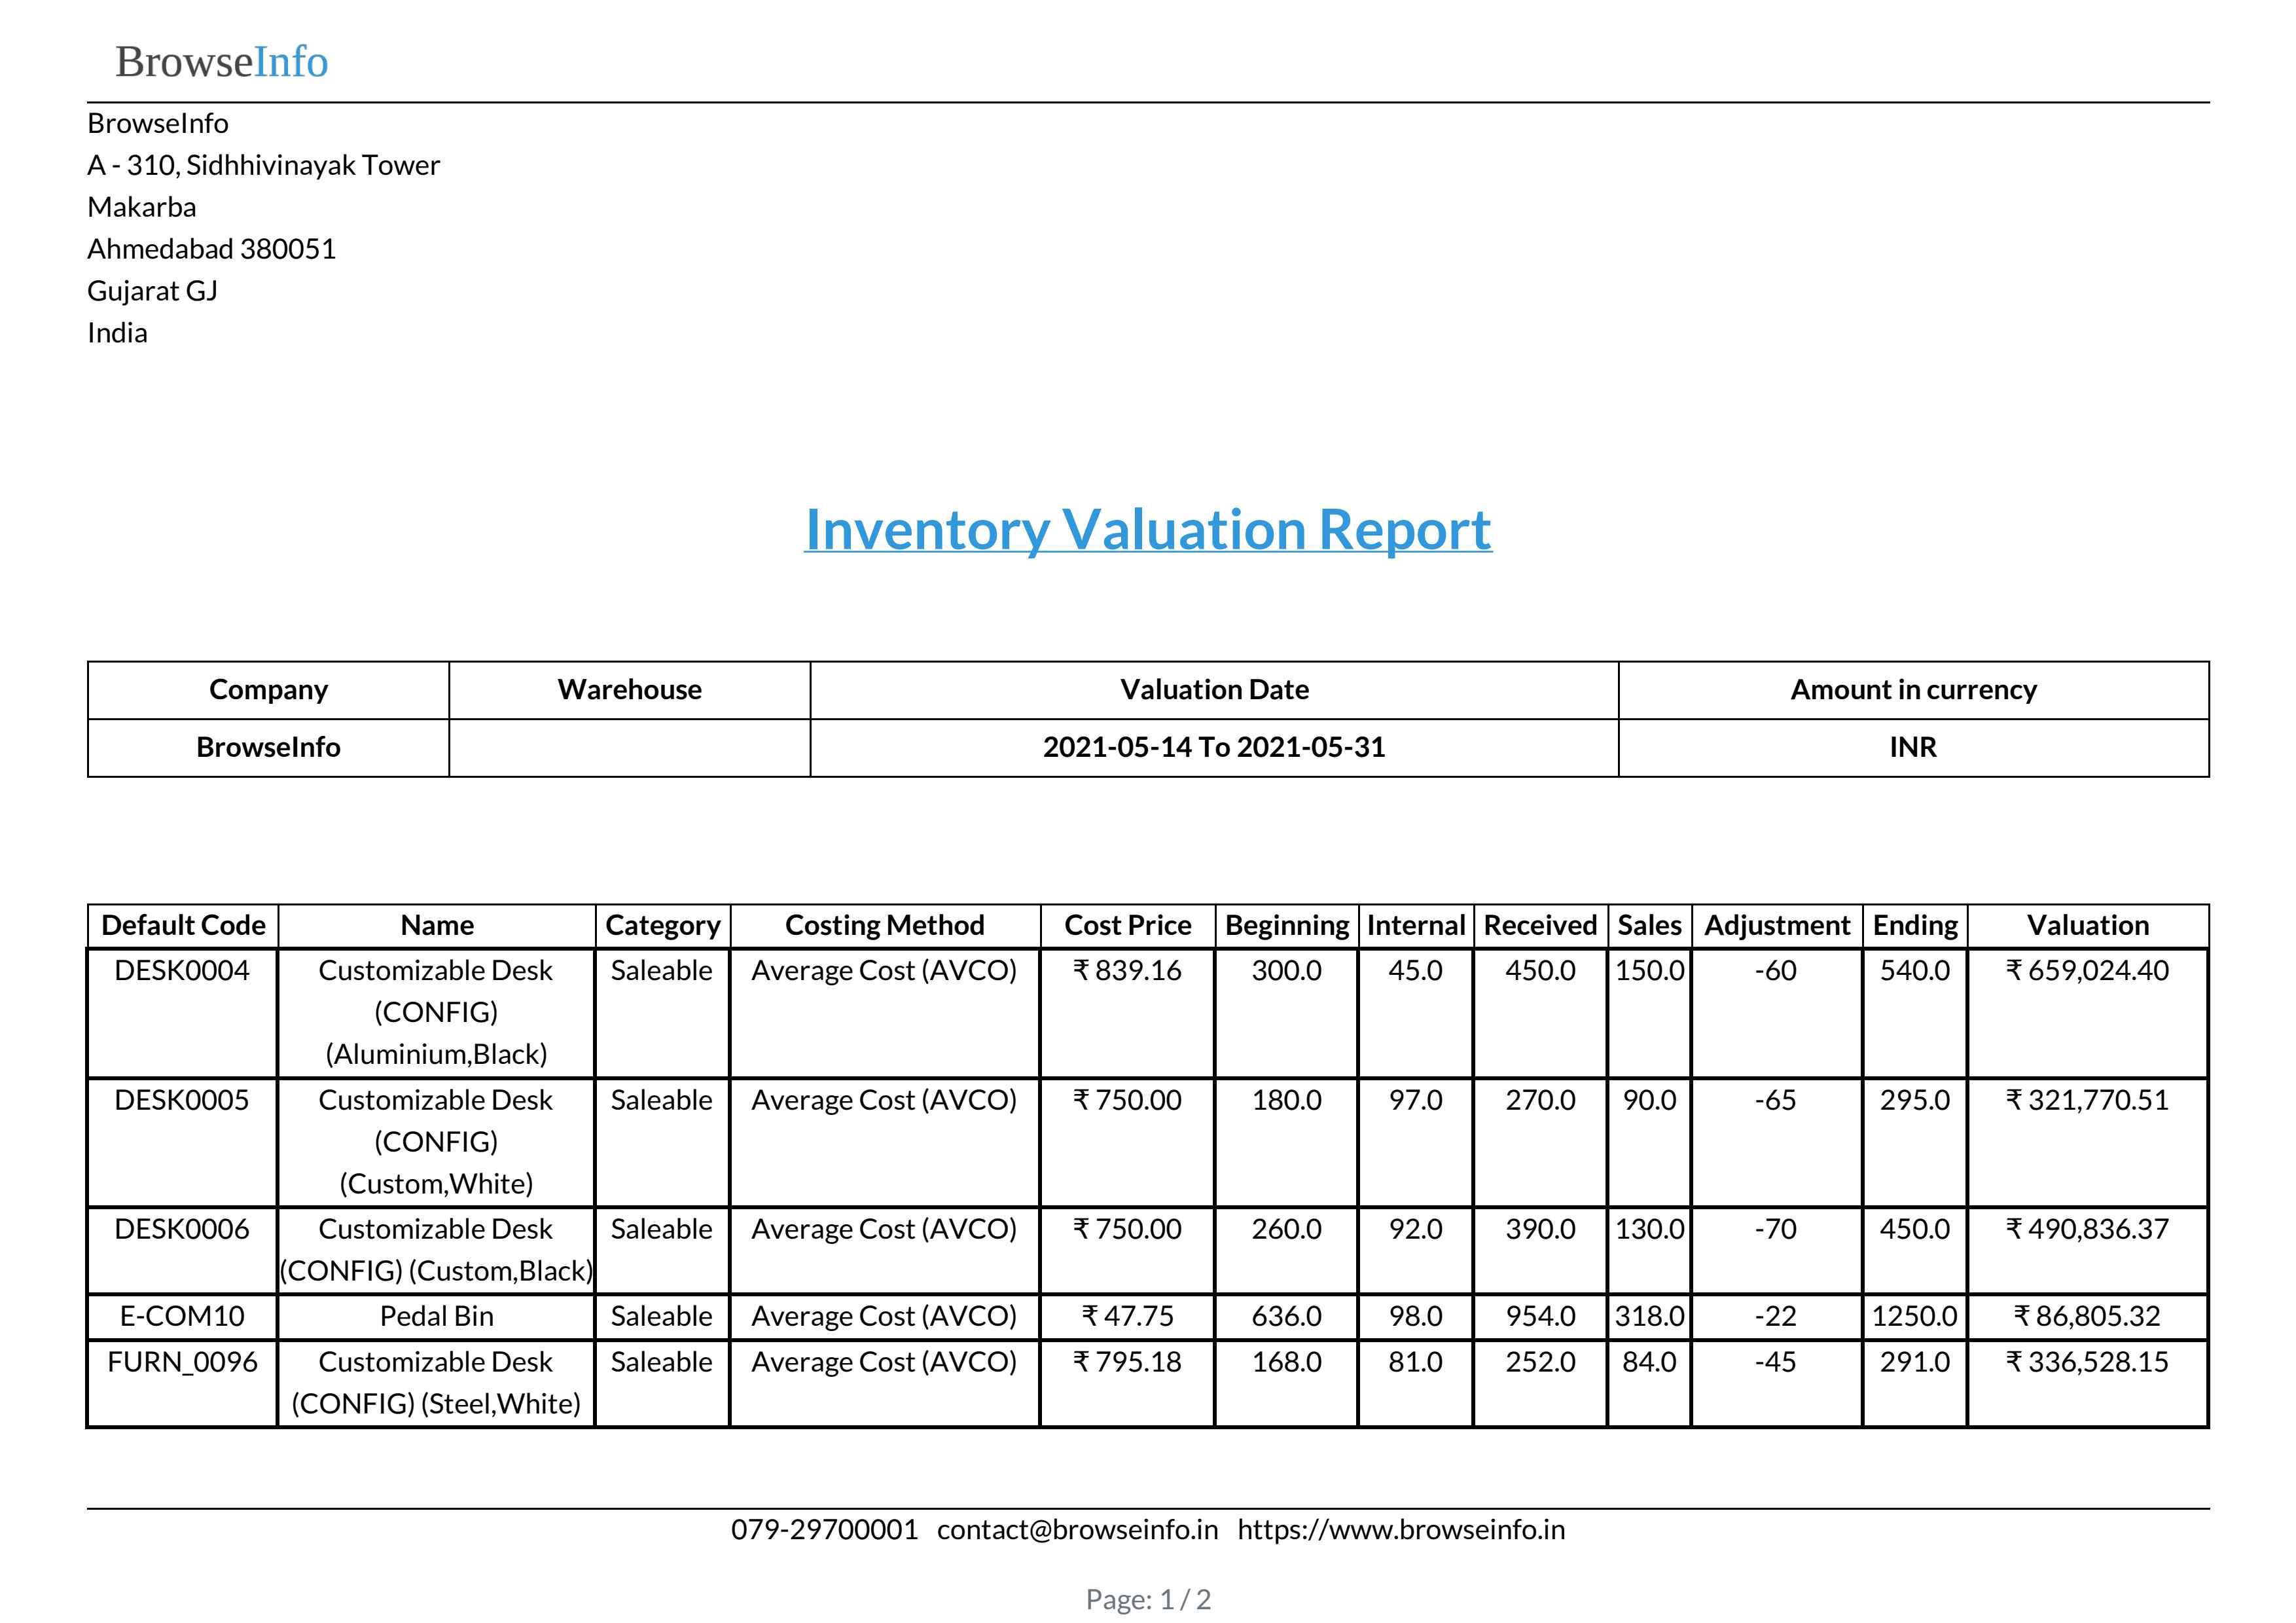 BrowseInfo
BrowseInfo
A - 310, Sidhhivinayak Tower
Makarba
Ahmedabad 380051
Gujarat GJ
India
Inventory Valuation Report
Company Warehouse Valuation Date Amount in currency
BrowseInfo 2021-05-14 To 2021-05-31 INR
Default Code Name Category Costing Method Cost Price Beginning Internal Received Sales Adjustment Ending Valuation
DESK0004 Customizable Desk Saleable Average Cost (AVCO) ₹ 839.16 300.0 45.0 450.0 150.0 -60 540.0 ₹ 659,024.40
(CONFIG)
(Aluminium,Black)
DESK0005 Customizable Desk Saleable Average Cost (AVCO) ₹ 750.00 180.0 97.0 270.0 90.0 -65 295.0 ₹ 321,770.51
(CONFIG)
(Custom,White)
DESK0006 Customizable Desk Saleable Average Cost (AVCO) ₹ 750.00 260.0 92.0 390.0 130.0 -70 450.0 ₹ 490,836.37
(CONFIG) (Custom,Black)
E-COM10 Pedal Bin Saleable Average Cost (AVCO) ₹ 47.75 636.0 98.0 954.0 318.0 -22 1250.0 ₹ 86,805.32
FURN_0096 Customizable Desk Saleable Average Cost (AVCO) ₹ 795.18 168.0 81.0 252.0 84.0 -45 291.0 ₹ 336,528.15
(CONFIG) (Steel,White)
079-29700001 contact@browseinfo.in https://www.browseinfo.in
Page: 1 / 2